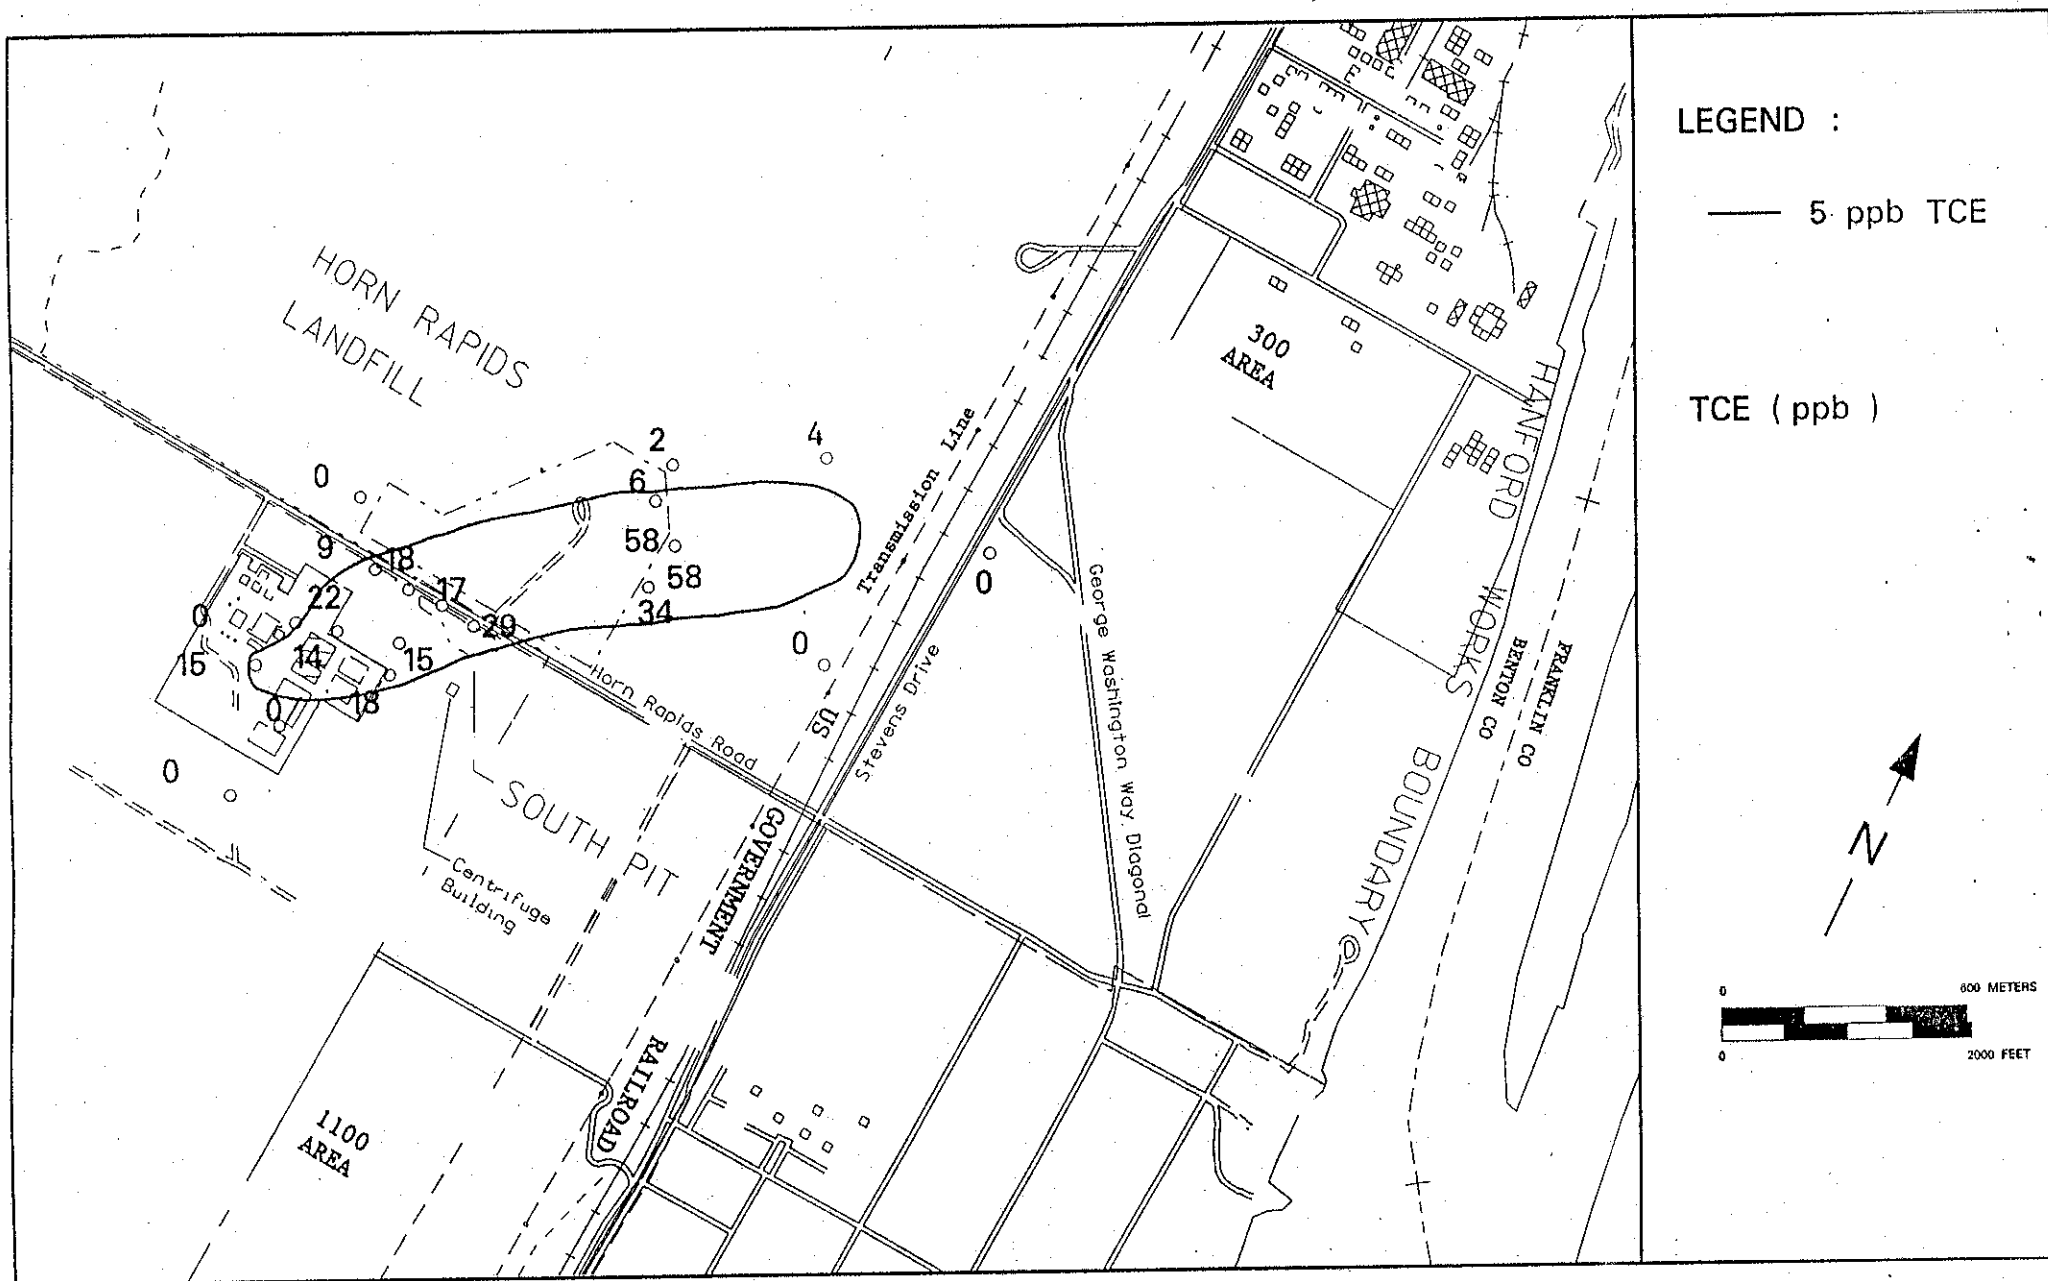 LEGEND :
5 ppb TCE
TCE ( ppb )
N
0
600 METERS
0
2000 FEET
HORN RAPIDS
LANDFILL
300
AREA
HANFORD
WORKS
BOUNDARY
FRANKLIN CO
BENTON CO
Transmission Line
US
GOVERNMENT
RAILROAD
Stevens Drive
George Washington Way Diagonal
Horn Rapids Road
SOUTH PIT
Centrifuge
Building
1100
AREA
2
4
0
6
9
18
58
58
22
17
34
0
0
29
0
15
14
15
0
18
0